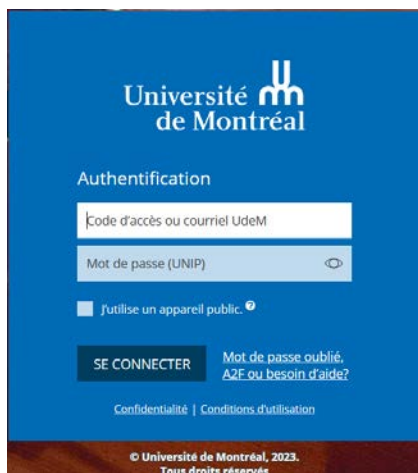 Université
de Montréal
Authentification
Code d'accès ou courriel UdeM
Mot de passe (UNIP)
J'utilise un appareil public. ?
SE CONNECTER
Mot de passe oublié,
A2F ou besoin d'aide?
Confidentialité | Conditions d'utilisation
© Université de Montréal, 2023.
Tous droits réservés